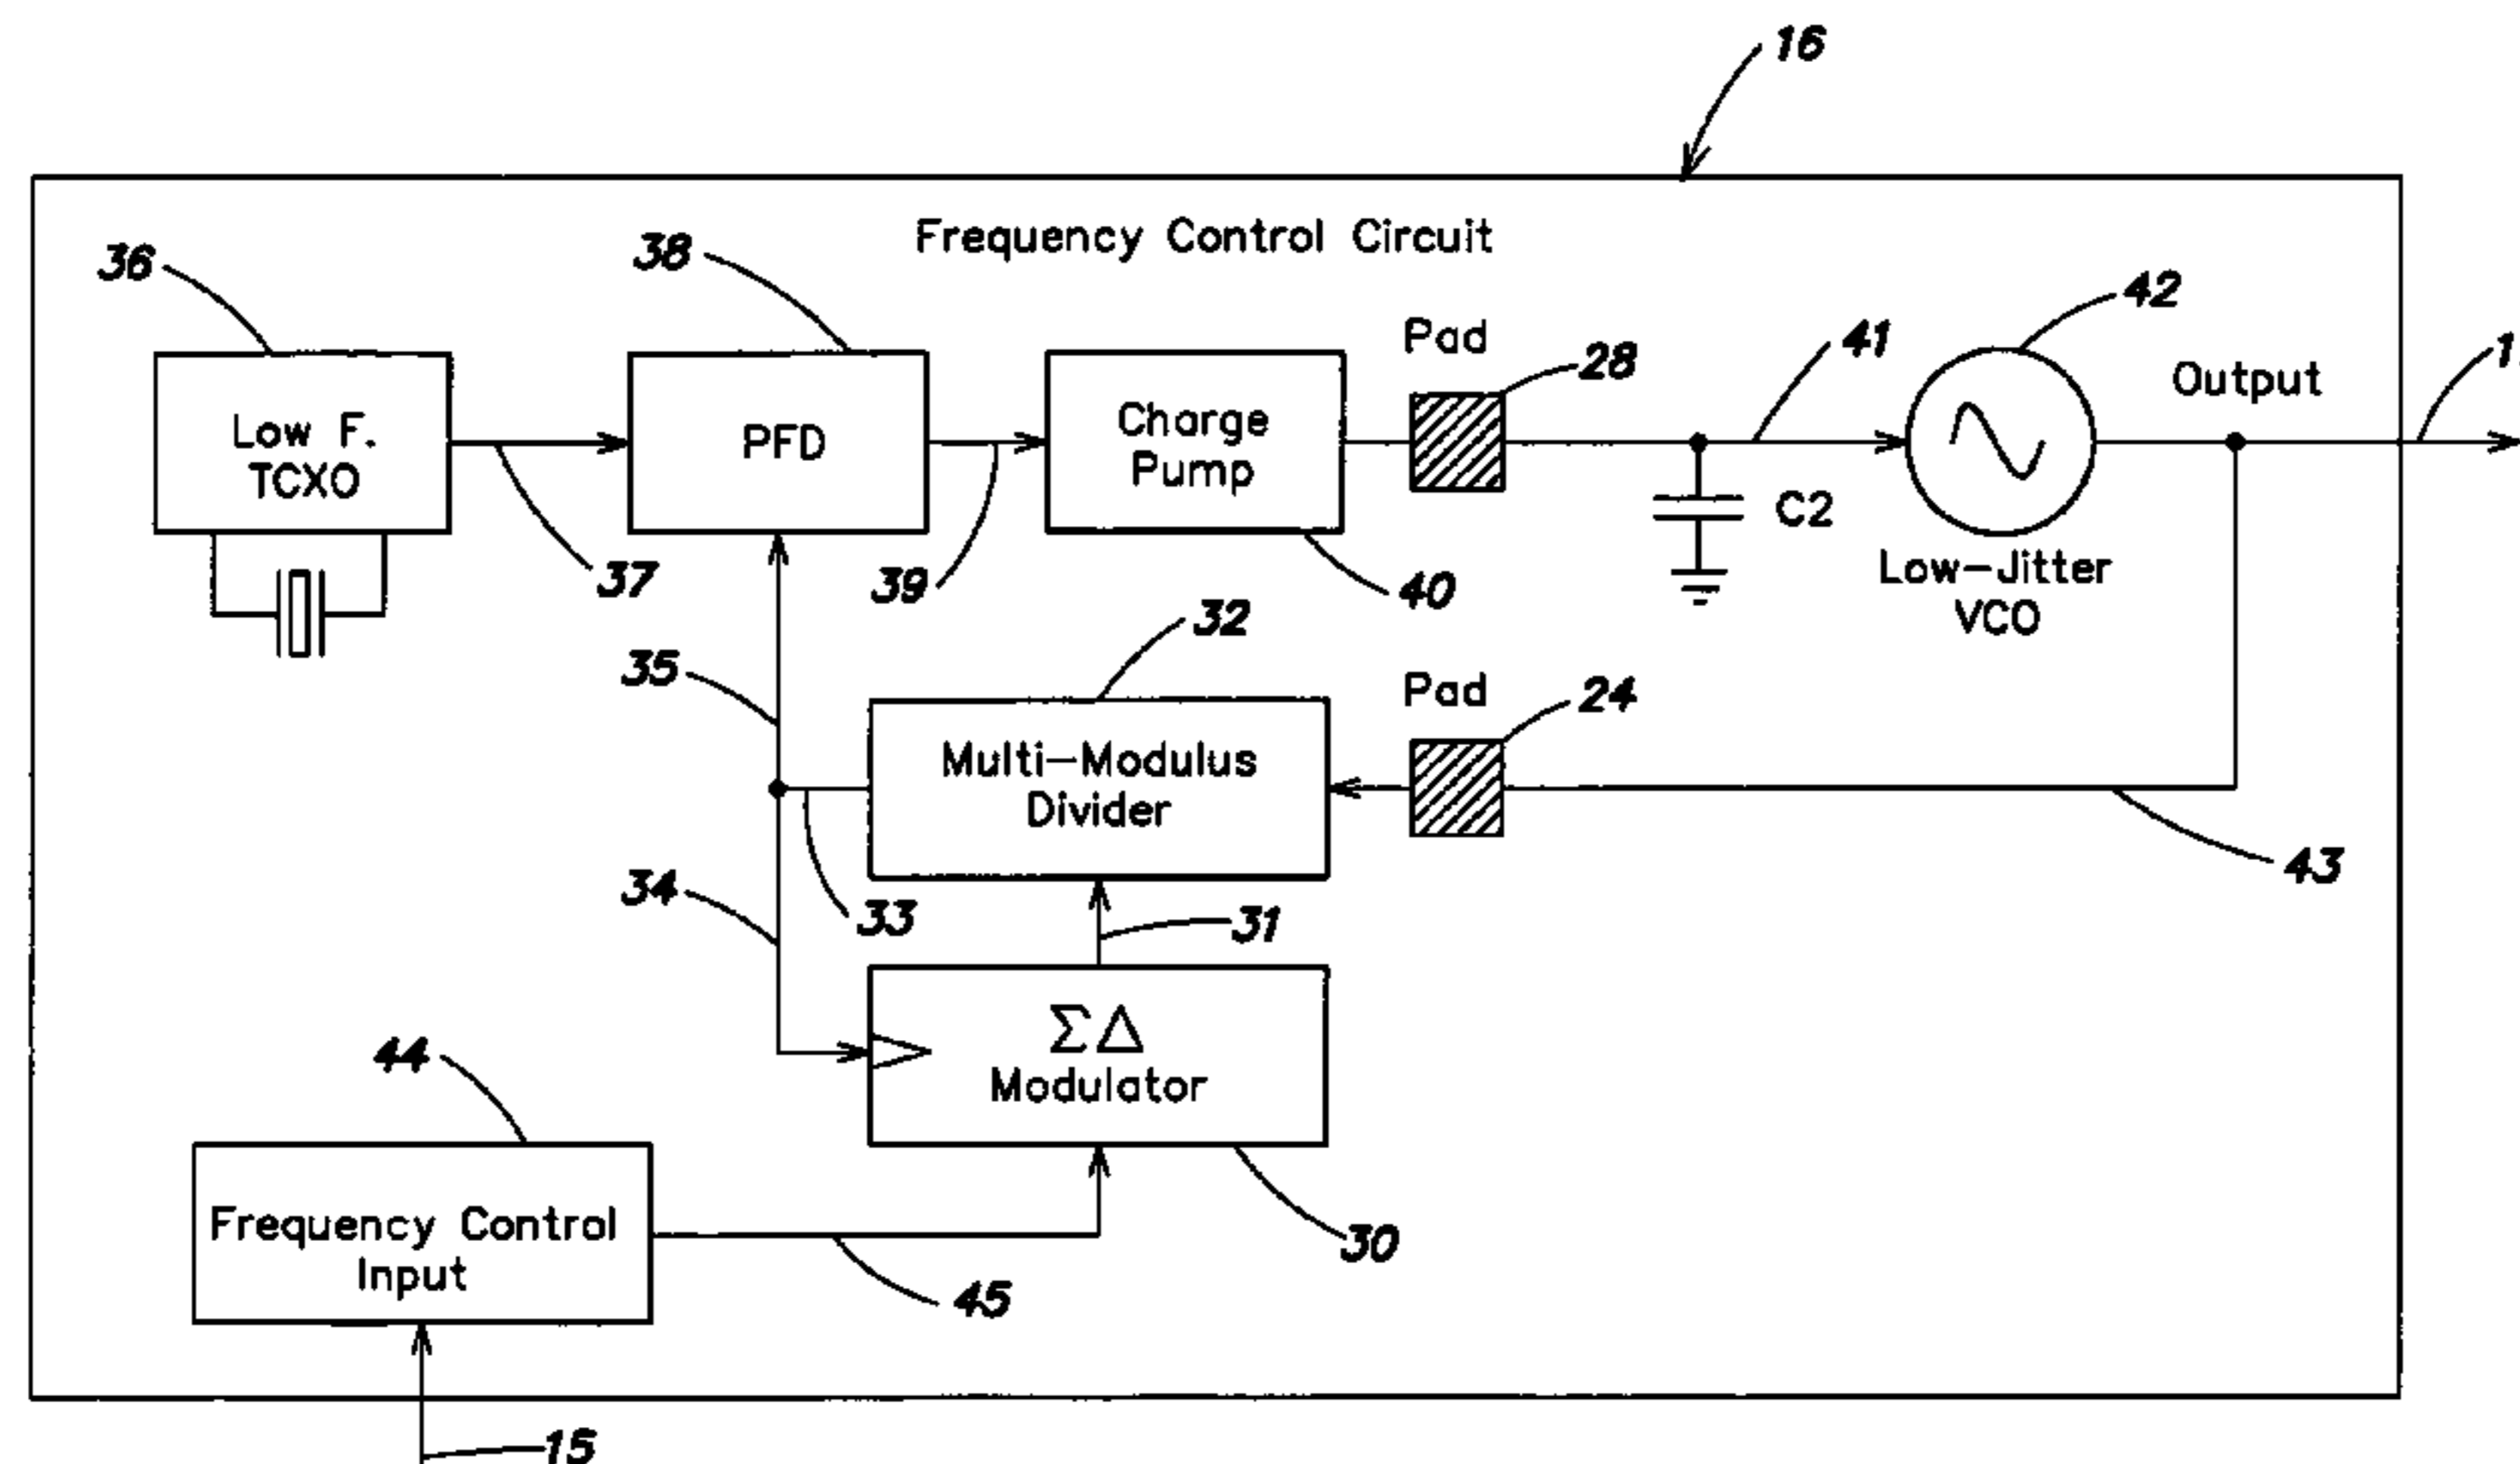 16
Frequency Control Circuit
36
38
42
Pad
28
41
Output
Low F.
TCXO
PFD
Charge
Pump
C2
37
39
40
Low-Jitter
VCO
32
35
Pad
24
Multi-Modulus
Divider
34
33
31
43
ΣΔ
Modulator
44
Frequency Control
Input
30
45
15